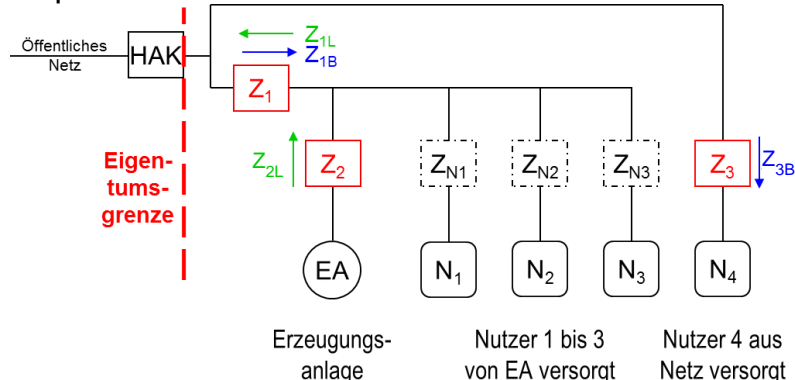 Öffentliches
Netz
HAK
Z1L
Z1B
Z1
Eigen-
tums-
grenze
Z2L
Z2
ZN1
ZN2
ZN3
Z3
Z3B
EA
N1
N2
N3
N4
Erzeugungs-
anlage
Nutzer 1 bis 3
von EA versorgt
Nutzer 4 aus
Netz versorgt